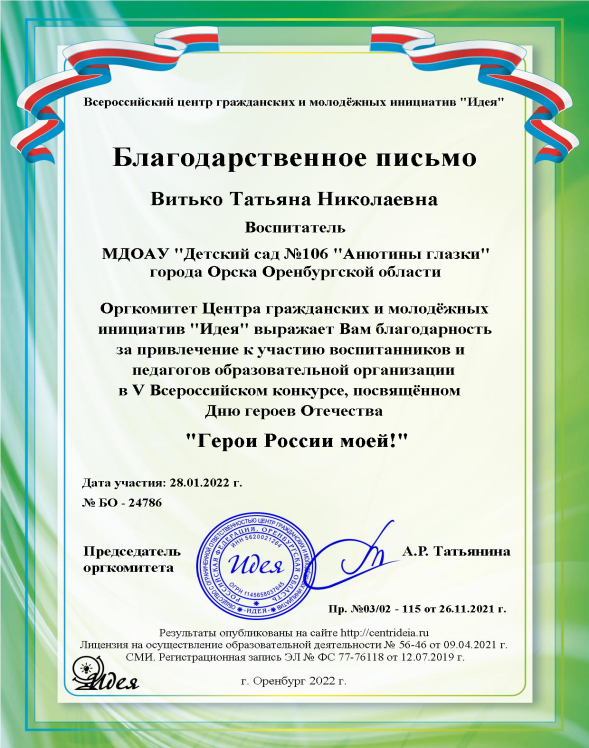 Всероссийский центр гражданских и молодёжных инициатив "Идея"
Благодарственное письмо
Витько Татьяна Николаевна
Воспитатель
МДОАУ "Детский сад №106 "Анютины глазки"
города Орска Оренбургской области
Оргкомитет Центра гражданских и молодёжных
инициатив "Идея" выражает Вам благодарность
за привлечение к участию воспитанников и
педагогов образовательной организации
в V Всероссийском конкурсе, посвящённом
Дню героев Отечества
"Герои России моей!"
Дата участия: 28.01.2022 г.
№ БО - 24786
Председатель
оргкомитета
РОССИЙСКАЯ ФЕДЕРАЦИЯ, ОРЕНБУРГСКАЯ ОБЛАСТЬ
Идея
А.Р. Татьянина
Пр. №03/02 - 115 от 26.11.2021 г.
Результаты опубликованы на сайте http://centrideia.ru
Лицензия на осуществление образовательной деятельности № 56-46 от 09.04.2021 г.
СМИ. Регистрационная запись ЭЛ № ФС 77-76118 от 12.07.2019 г.
Идея
г. Оренбург 2022 г.